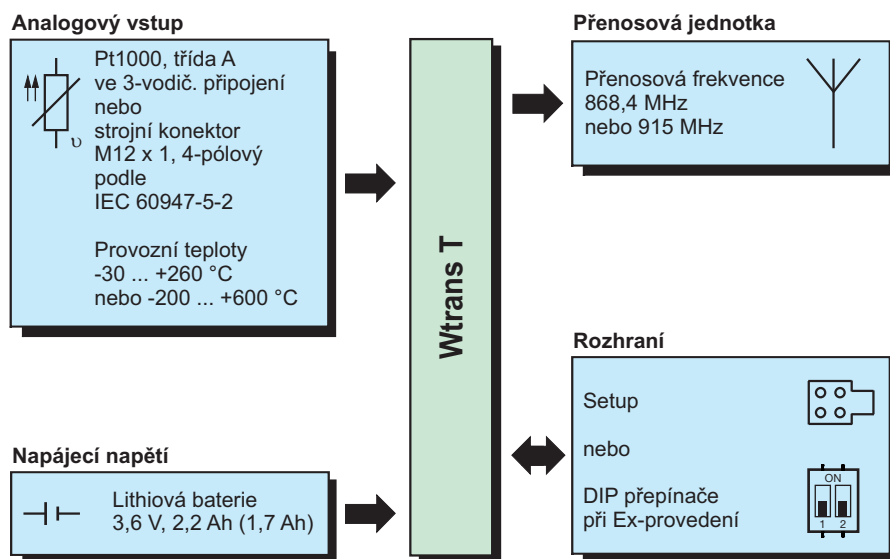 Analogový vstup
Pt1000, třída A
ve 3-vodič. připojení
nebo
strojní konektor
M12 x 1, 4-pólový
podle
IEC 60947-5-2
Provozní teploty
-30 ... +260 °C
nebo -200 ... +600 °C
υ
Napájecí napětí
Lithiová baterie
3,6 V, 2,2 Ah (1,7 Ah)
Wtrans T
Přenosová jednotka
Přenosová frekvence
868,4 MHz
nebo 915 MHz
Rozhraní
Setup
nebo
DIP přepínače
při Ex-provedení
ON
1 2